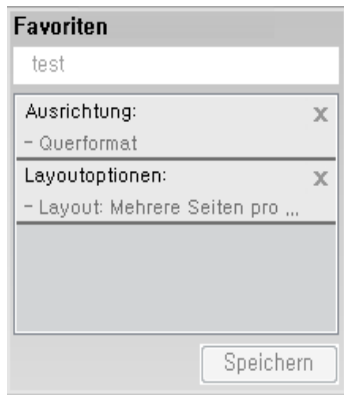 Favoriten
test
Ausrichtung: x
- Querformat
Layoutoptionen: x
- Layout: Mehrere Seiten pro ...
Speichern